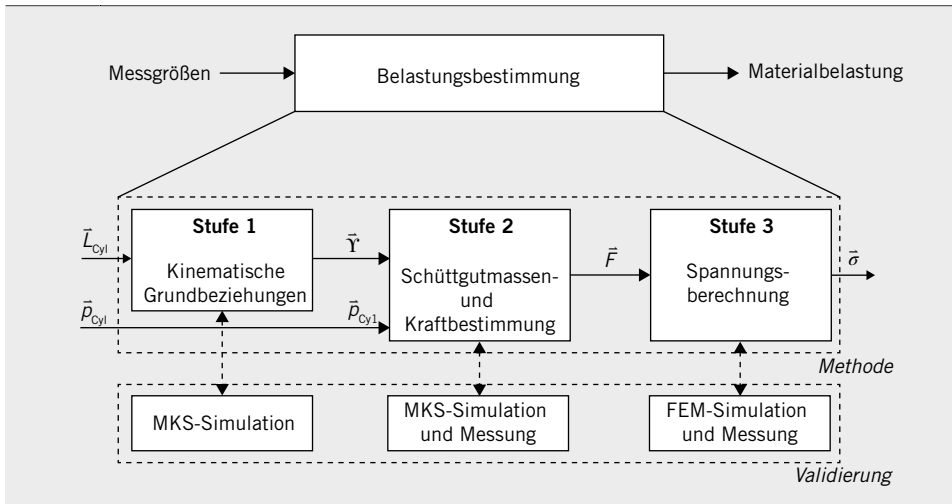 Messgrößen
Belastungsbestimmung
Materialbelastung
Stufe 1
Kinematische
Grundbeziehungen
Stufe 2
Schüttgutmassen-
und
Kraftbestimmung
Stufe 3
Spannungs-
berechnung
L⃗Cyl
ϒ⃗
F⃗
σ⃗
p⃗Cyl
p⃗Cy1
Methode
MKS-Simulation
MKS-Simulation
und Messung
FEM-Simulation
und Messung
Validierung